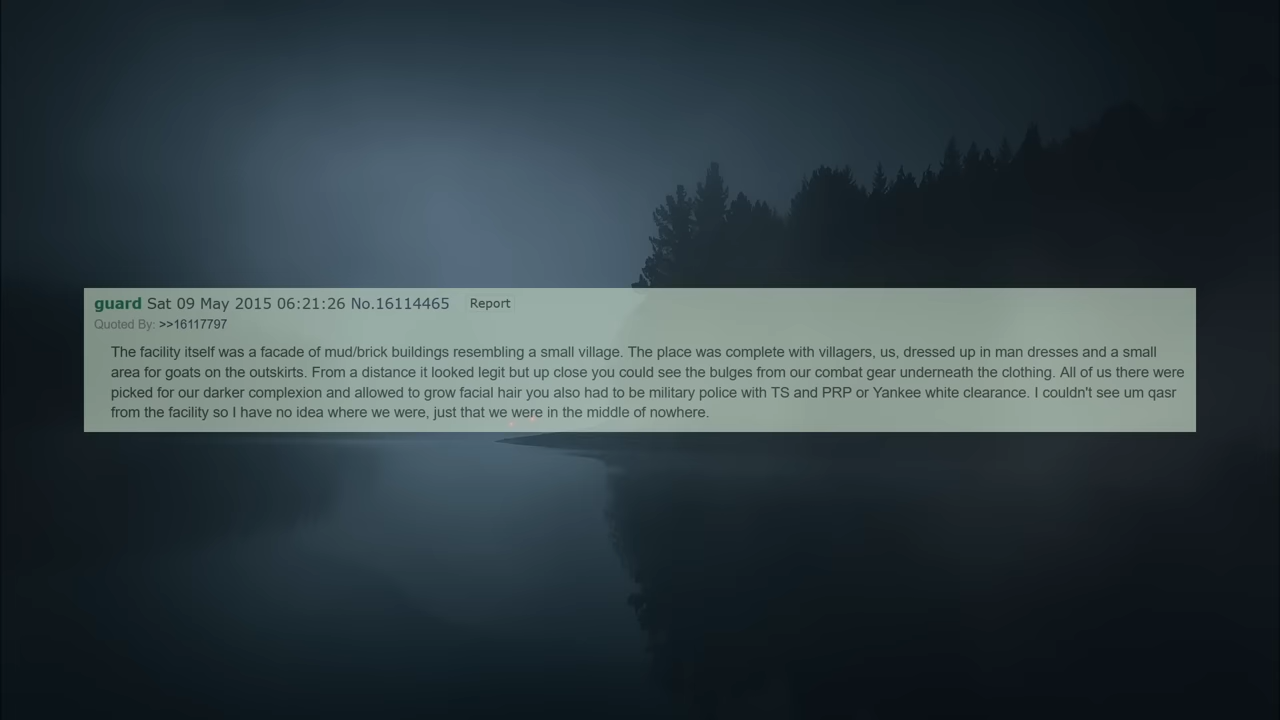 guard Sat 09 May 2015 06:21:26 No.16114465 Report
Quoted By: >>16117797
The facility itself was a facade of mud/brick buildings resembling a small village. The place was complete with villagers, us, dressed up in man dresses and a small
area for goats on the outskirts. From a distance it looked legit but up close you could see the bulges from our combat gear underneath the clothing. All of us there were
picked for our darker complexion and allowed to grow facial hair you also had to be military police with TS and PRP or Yankee white clearance. I couldn't see um qasr
from the facility so I have no idea where we were, just that we were in the middle of nowhere.